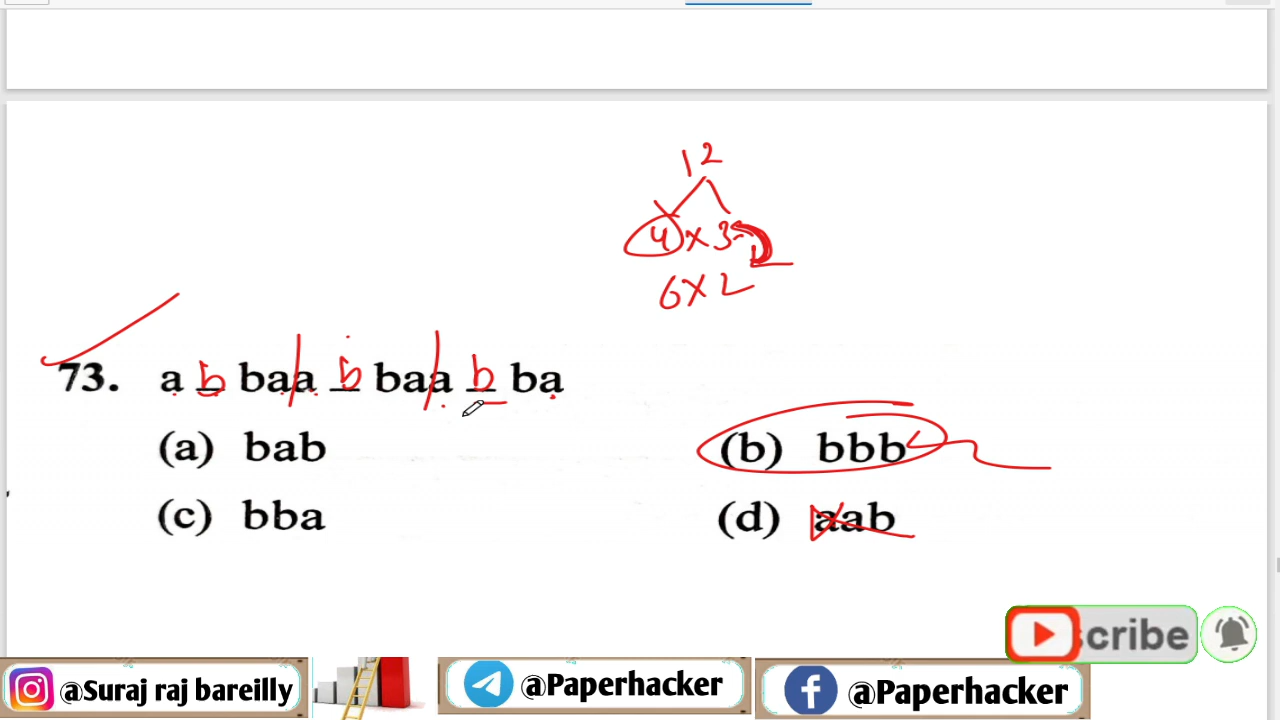 12
4 x 3
6 x 2
73. a b baa b baa b ba
(a) bab (b) bbb
(c) bba (d) aab
cribe
@Suraj raj bareilly @Paperhacker @Paperhacker